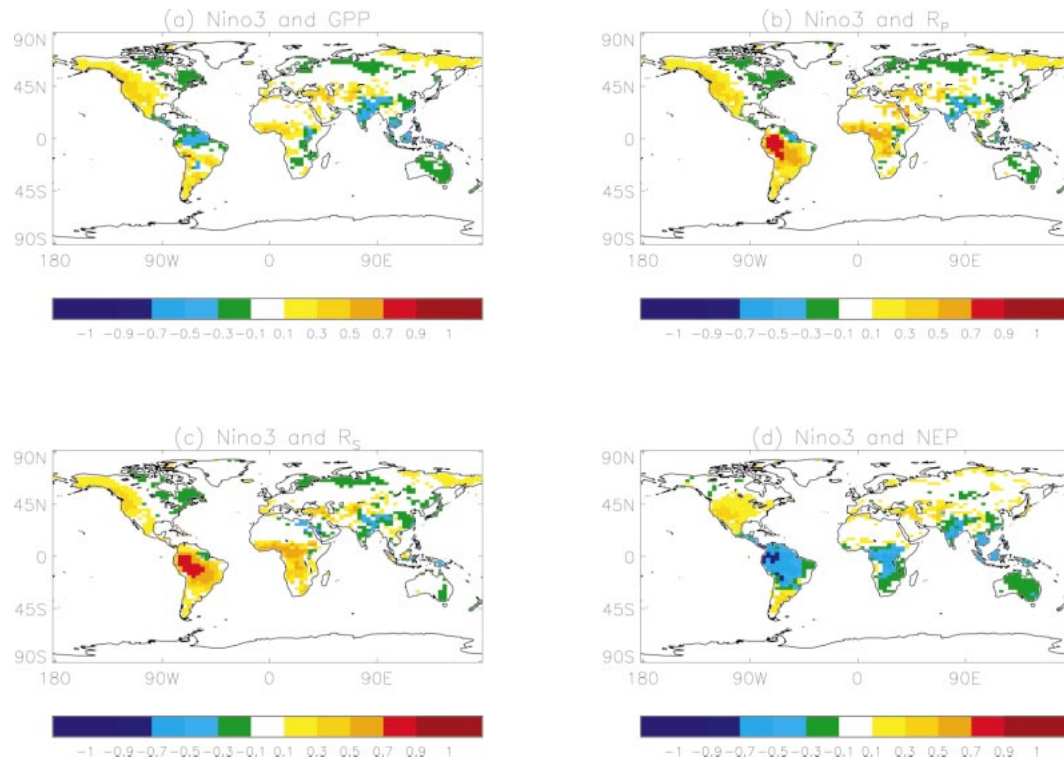 (a) Nino3 and GPP
90N
45N
0
45S
90S
180 90W 0 90E
-1 -0.9 -0.7 -0.5 -0.3 -0.1 0.1 0.3 0.5 0.7 0.9 1
(b) Nino3 and RP
90N
45N
0
45S
90S
180 90W 0 90E
-1 -0.9 -0.7 -0.5 -0.3 -0.1 0.1 0.3 0.5 0.7 0.9 1
(c) Nino3 and RS
90N
45N
0
45S
90S
180 90W 0 90E
-1 -0.9 -0.7 -0.5 -0.3 -0.1 0.1 0.3 0.5 0.7 0.9 1
(d) Nino3 and NEP
90N
45N
0
45S
90S
180 90W 0 90E
-1 -0.9 -0.7 -0.5 -0.3 -0.1 0.1 0.3 0.5 0.7 0.9 1